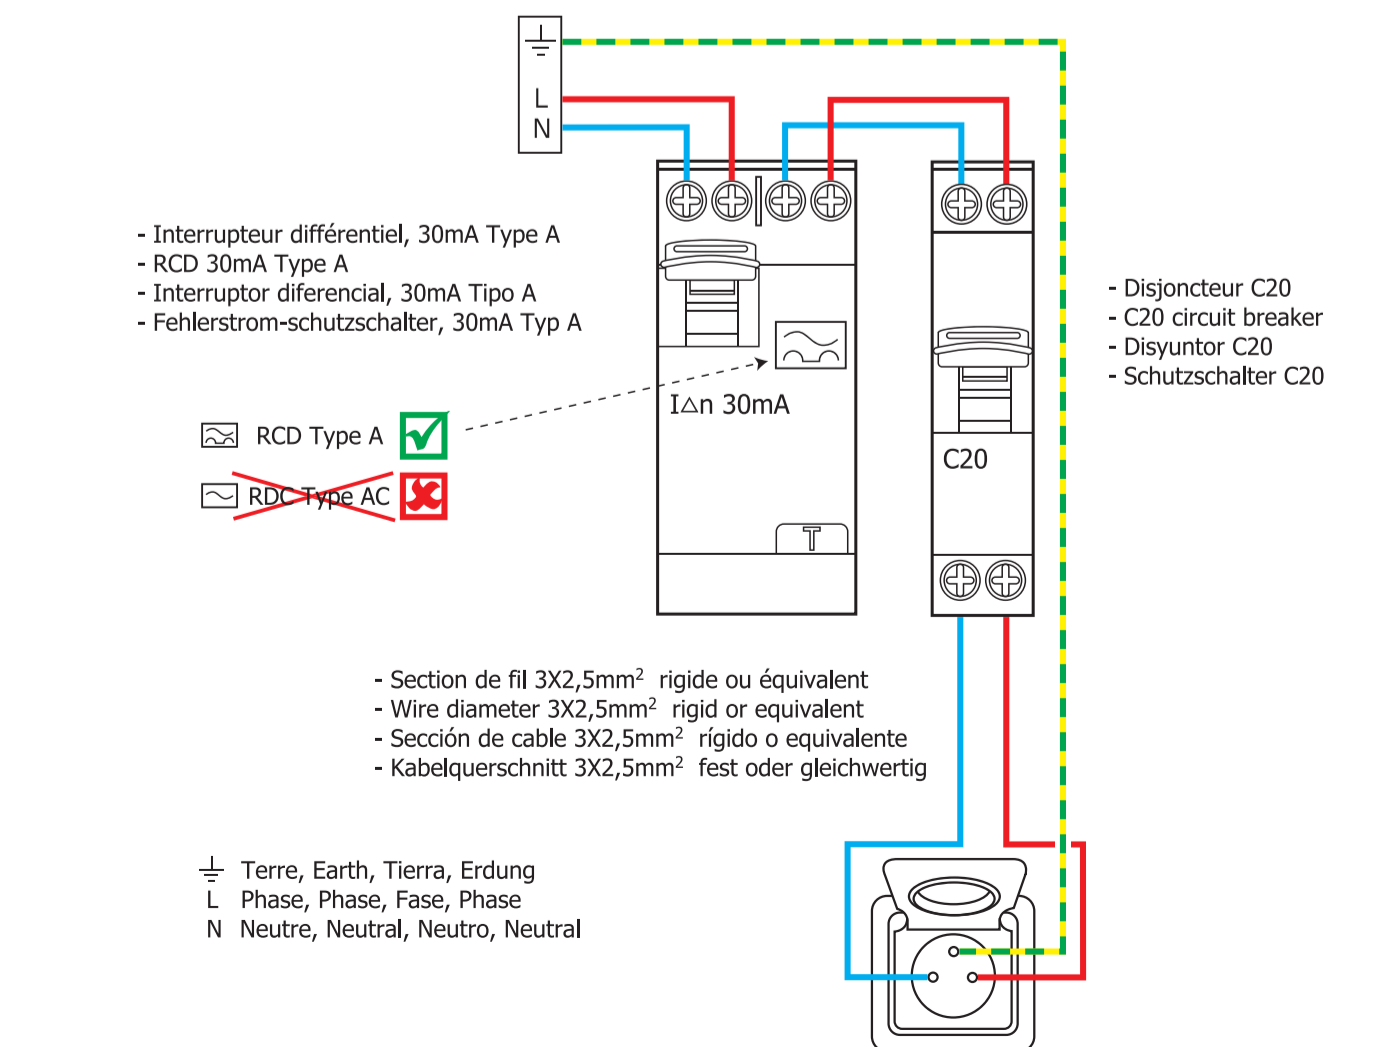 L
N
- Interrupteur différentiel, 30mA Type A
- RCD 30mA Type A
- Interruptor diferencial, 30mA Tipo A
- Fehlerstrom-schutzschalter, 30mA Typ A
- Disjoncteur C20
- C20 circuit breaker
- Disyuntor C20
- Schutzschalter C20
I△n 30mA
RCD Type A
C20
RDC Type AC
T
- Section de fil 3X2,5mm² rigide ou équivalent
- Wire diameter 3X2,5mm² rigid or equivalent
- Sección de cable 3X2,5mm² rígido o equivalente
- Kabelquerschnitt 3X2,5mm² fest oder gleichwertig
Terre, Earth, Tierra, Erdung
L Phase, Phase, Fase, Phase
N Neutre, Neutral, Neutro, Neutral